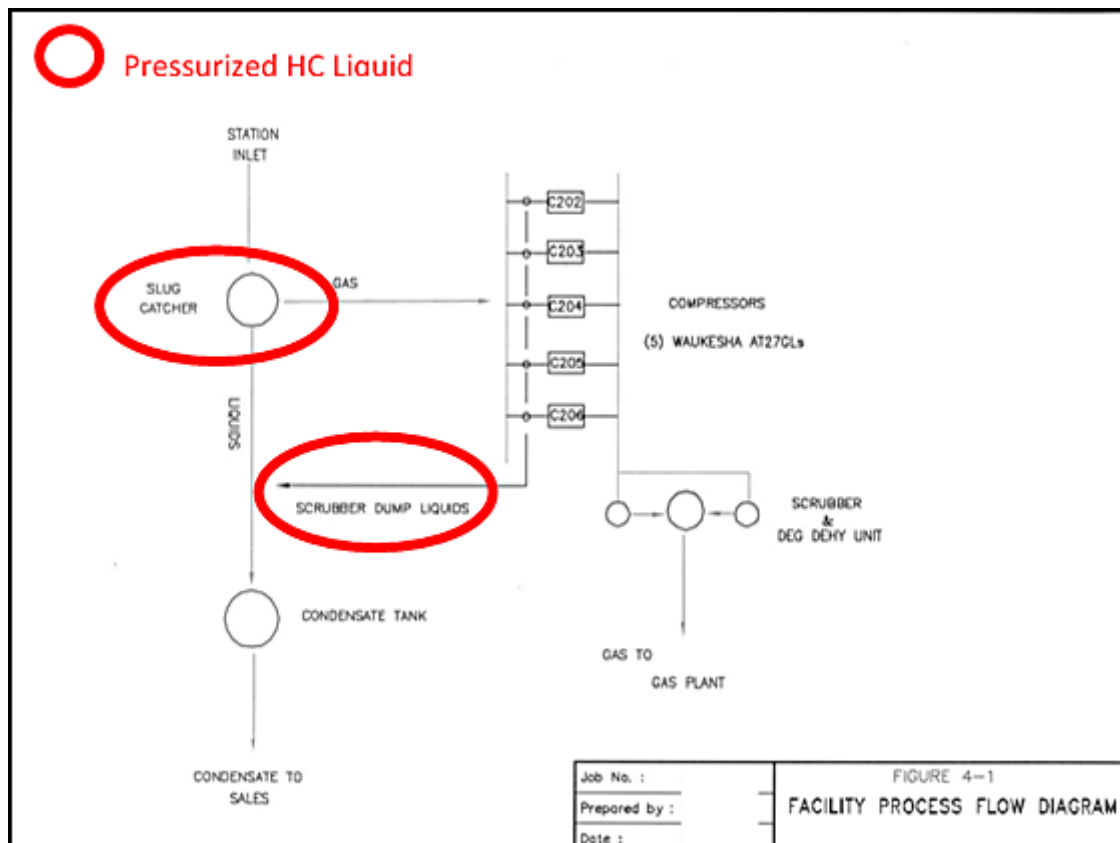 Pressurized HC Liquid
STATION
INLET
SLUG
CATCHER
GAS
C202
C203
C204
C205
C206
COMPRESSORS
(5) WAUKESHA AT27GLs
LIQUIDS
SCRUBBER DUMP LIQUIDS
SCRUBBER
&
DEG DEHY UNIT
CONDENSATE TANK
GAS TO
GAS PLANT
CONDENSATE TO
SALES
Job No. :
Prepared by :
Date :
FIGURE 4-1
FACILITY PROCESS FLOW DIAGRAM